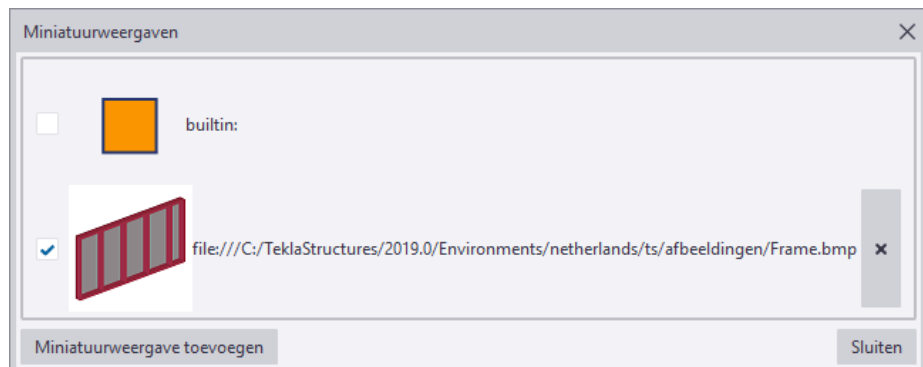 Miniatuurweergaven
builtin:
file:///C:/TeklaStructures/2019.0/Environments/netherlands/ts/afbeeldingen/Frame.bmp
Miniatuurweergave toevoegen
Sluiten